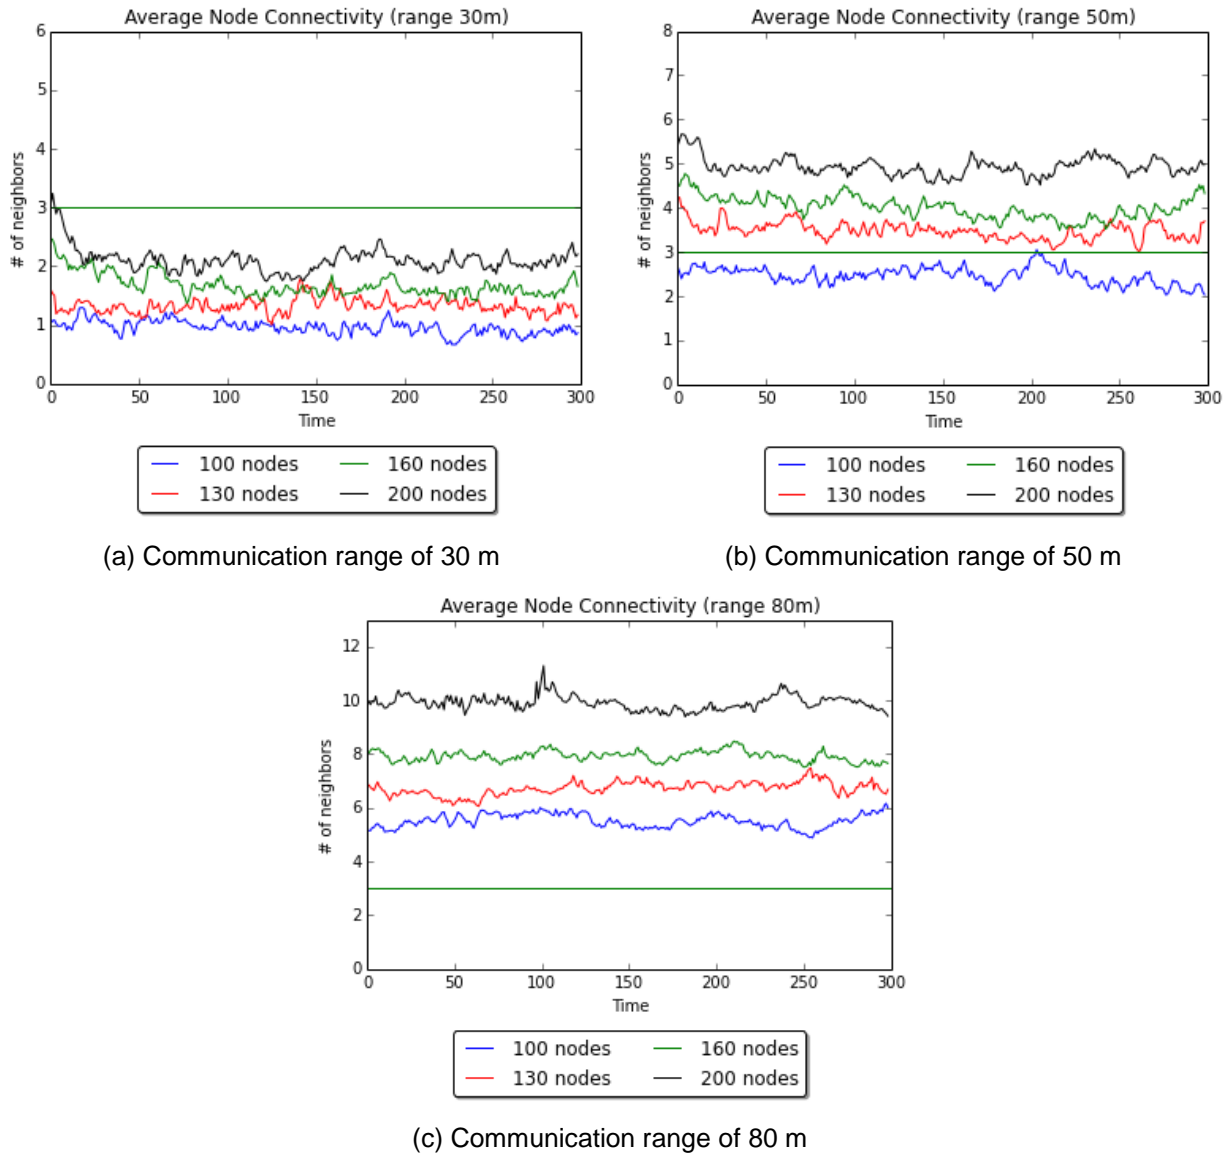 Average Node Connectivity (range 30m)
6
5
4
3
2
1
0
# of neighbors
0 50 100 150 200 250 300
Time
100 nodes 160 nodes
130 nodes 200 nodes
(a) Communication range of 30 m
Average Node Connectivity (range 50m)
8
7
6
5
4
3
2
1
0
# of neighbors
0 50 100 150 200 250 300
Time
100 nodes 160 nodes
130 nodes 200 nodes
(b) Communication range of 50 m
Average Node Connectivity (range 80m)
12
10
8
6
4
2
0
# of neighbors
0 50 100 150 200 250 300
Time
100 nodes 160 nodes
130 nodes 200 nodes
(c) Communication range of 80 m